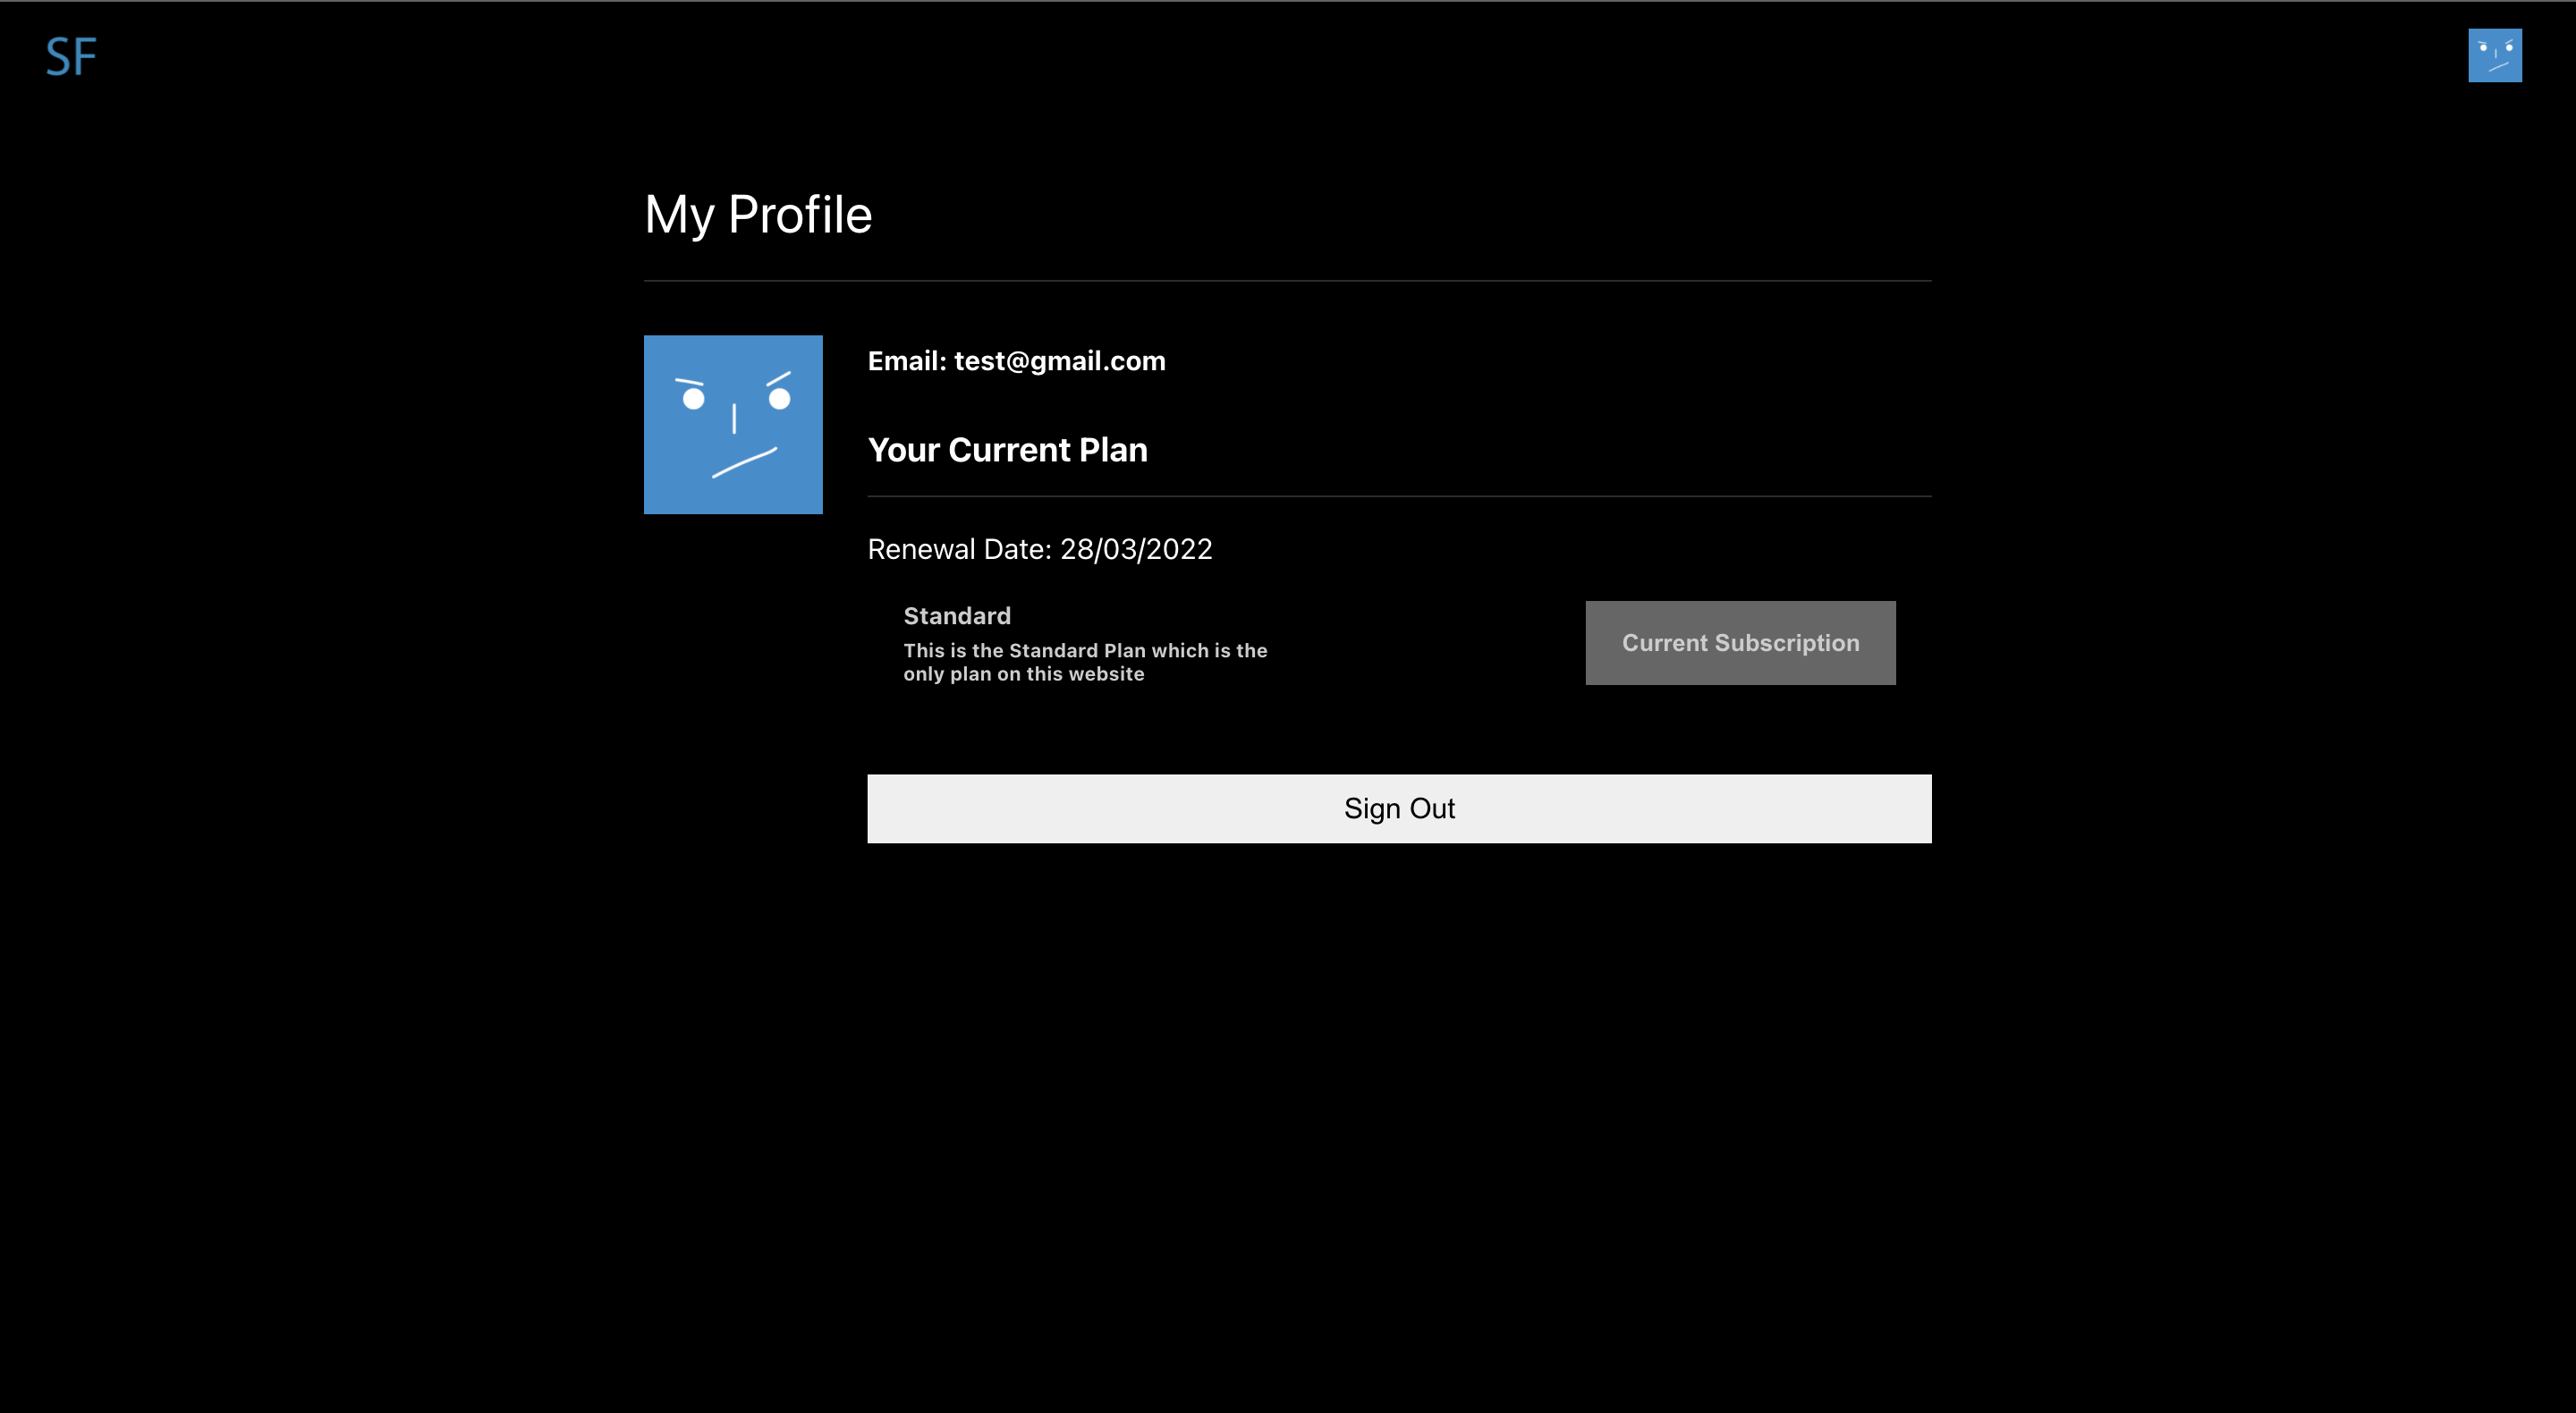 SF
My Profile
Email: test@gmail.com
Your Current Plan
Renewal Date: 28/03/2022
Standard
This is the Standard Plan which is the
only plan on this website
Current Subscription
Sign Out